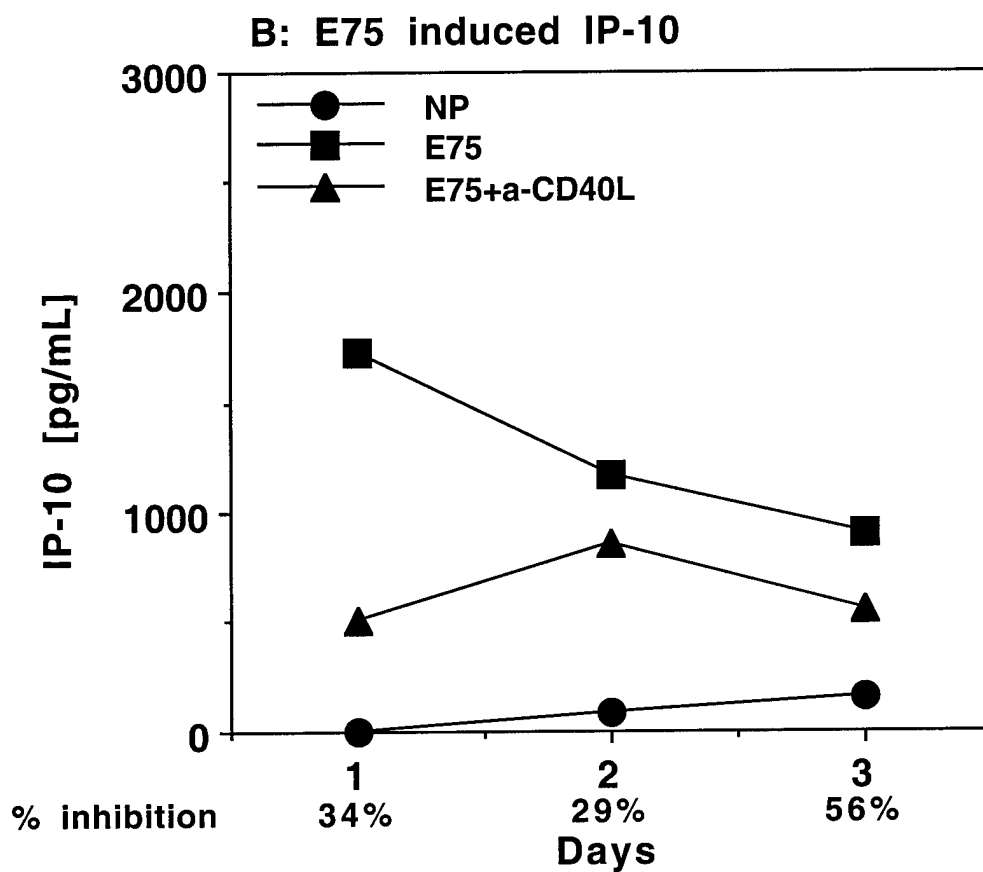 B: E75 induced IP-10
3000
NP
E75
E75+a-CD40L
2000
IP-10 [pg/mL]
1000
0
1 2 3
% inhibition 34% 29% 56%
Days